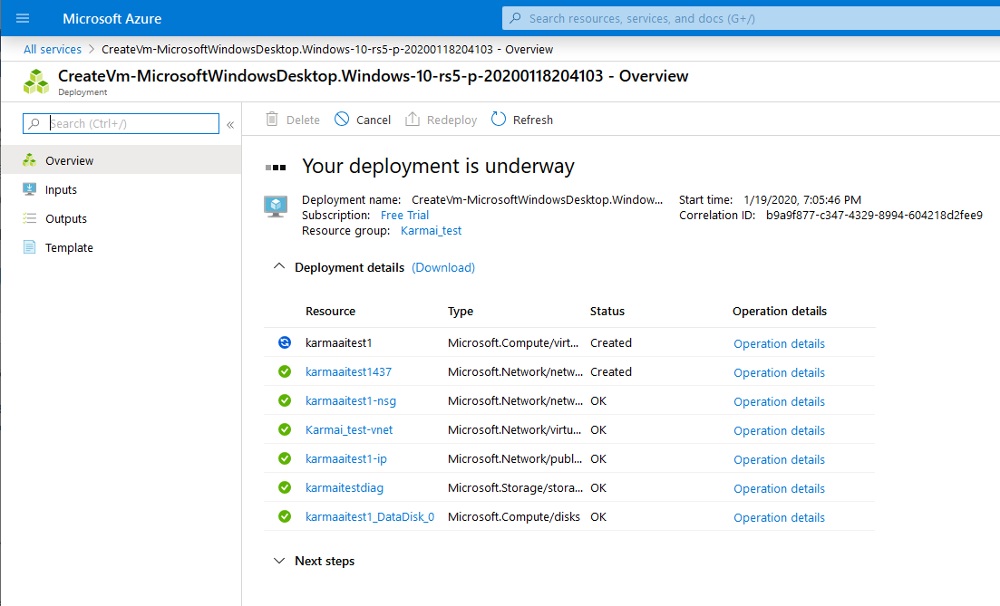 Microsoft Azure
Search resources, services, and docs (G+/)
All services > CreateVm-MicrosoftWindowsDesktop.Windows-10-rs5-p-20200118204103 - Overview
CreateVm-MicrosoftWindowsDesktop.Windows-10-rs5-p-20200118204103 - Overview
Deployment
Search (Ctrl+/)
«
Overview
Inputs
Outputs
Template
Delete Cancel Redeploy Refresh
Your deployment is underway
Deployment name: CreateVm-MicrosoftWindowsDesktop.Window... Start time: 1/19/2020, 7:05:46 PM
Subscription: Free Trial Correlation ID: b9a9f877-c347-4329-8994-604218d2fee9
Resource group: Karmai_test
Deployment details (Download)
Resource Type Status Operation details
karmaaitest1 Microsoft.Compute/virt... Created Operation details
karmaaitest1437 Microsoft.Network/netw... Created Operation details
karmaaitest1-nsg Microsoft.Network/netw... OK Operation details
Karmai_test-vnet Microsoft.Network/virtu... OK Operation details
karmaaitest1-ip Microsoft.Network/publ... OK Operation details
karmaitestdiag Microsoft.Storage/stora... OK Operation details
karmaaitest1_DataDisk_0 Microsoft.Compute/disks OK Operation details
Next steps